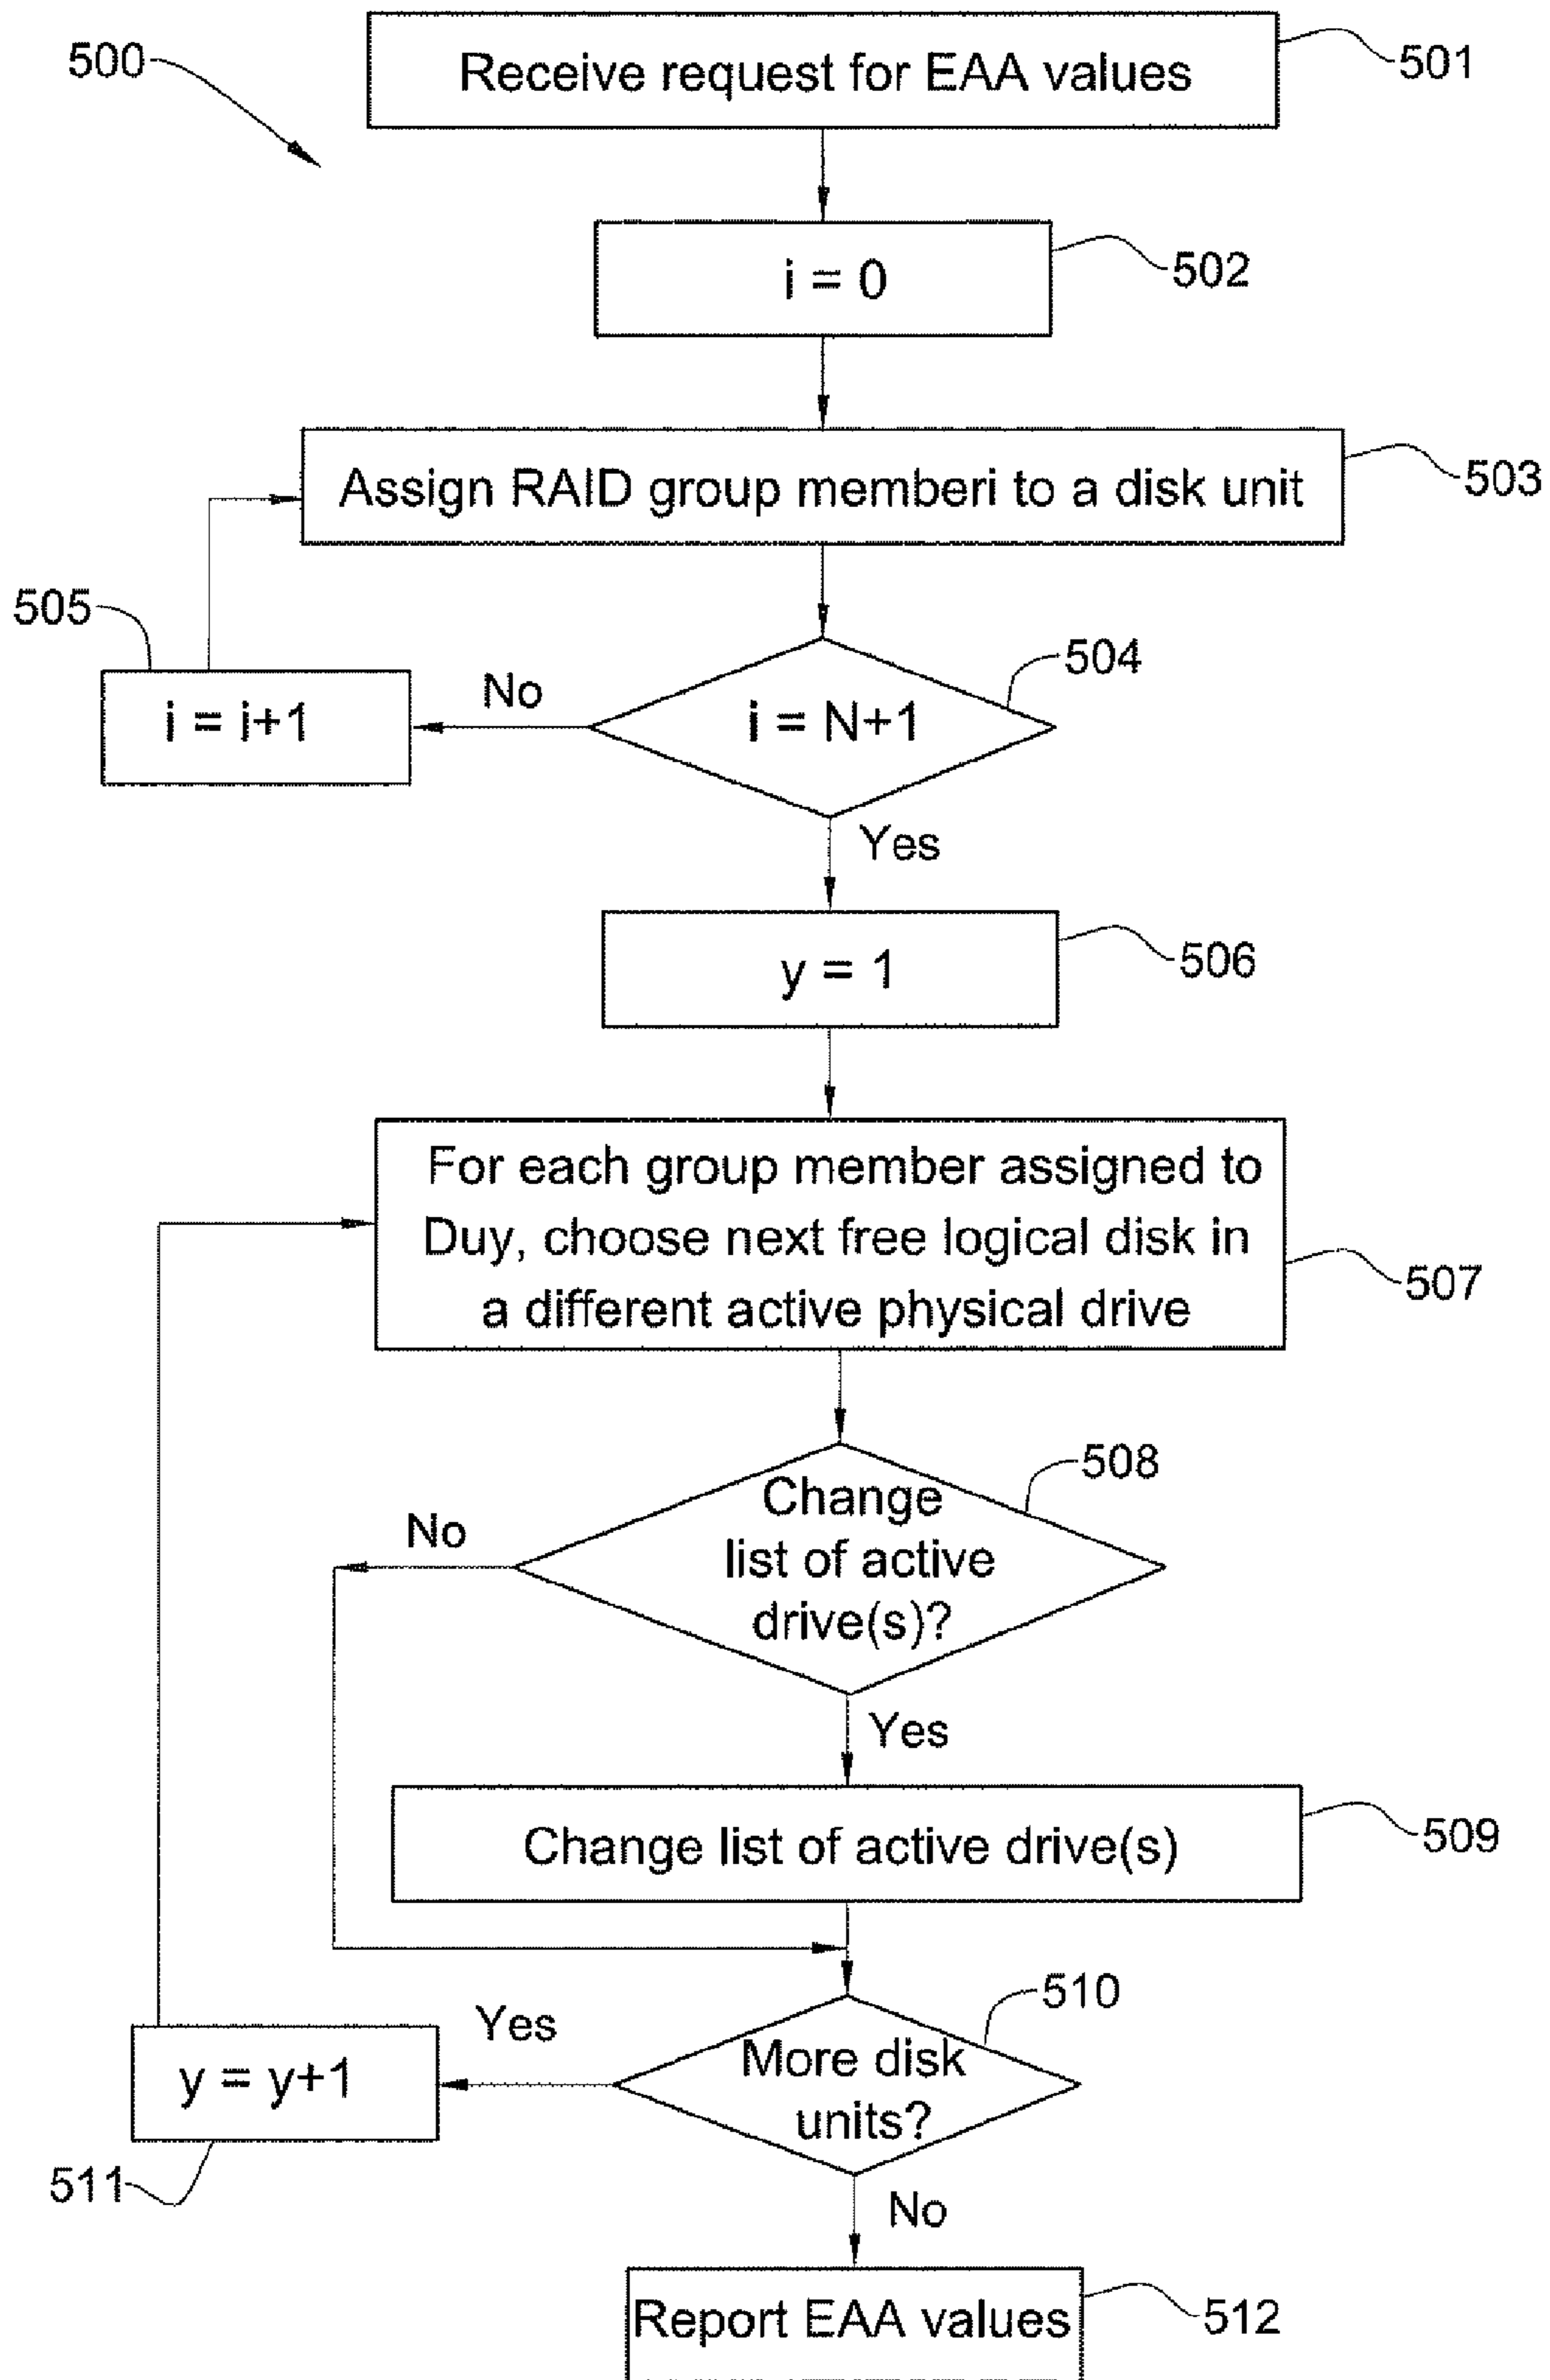 500
Receive request for EAA values
501
i = 0
502
Assign RAID group memberi to a disk unit
503
505
i = i+1
No
i = N+1
504
Yes
y = 1
506
For each group member assigned to
Duy, choose next free logical disk in
a different active physical drive
507
508
Change
list of active
drive(s)?
No
Yes
Change list of active drive(s)
509
510
More disk
units?
Yes
y = y+1
511
No
Report EAA values
512